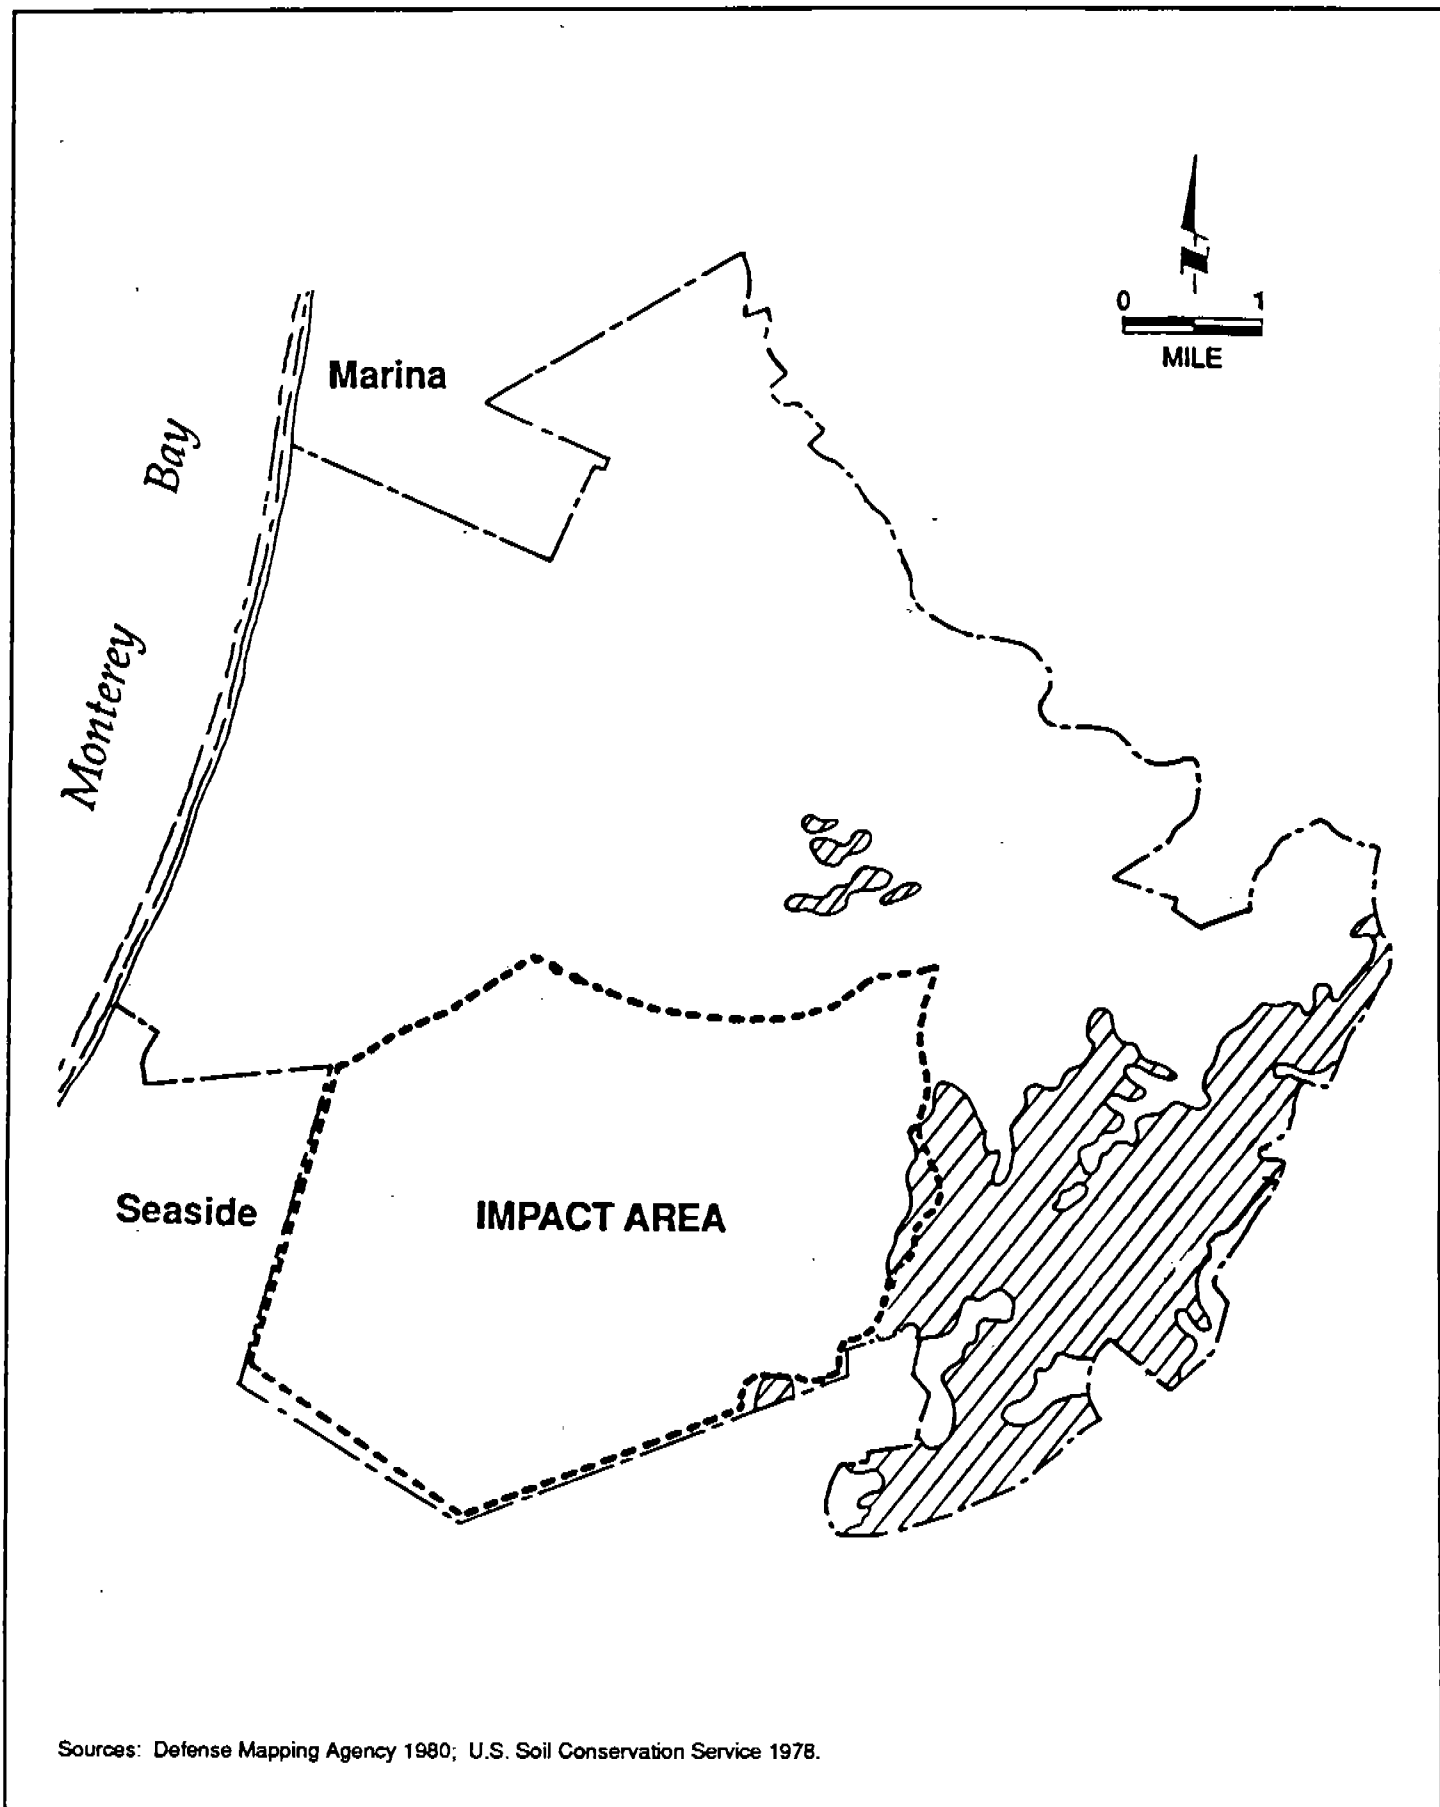 N
0 1
MILE
Marina
Monterey Bay
Seaside
IMPACT AREA
Sources: Defense Mapping Agency 1980; U.S. Soil Conservation Service 1978.